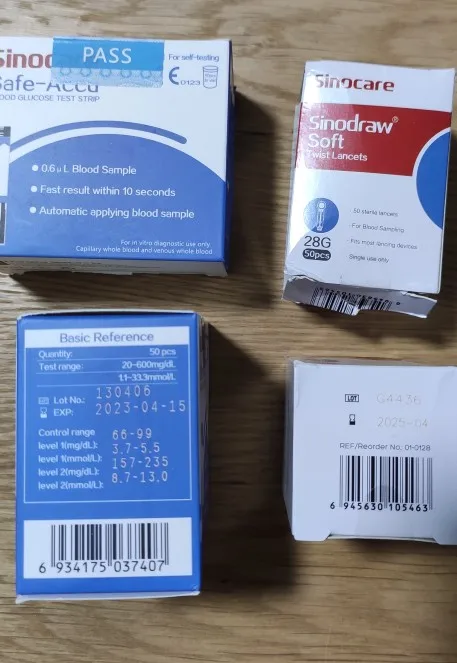 PASS
For self-testing
Safe-Accu
BLOOD GLUCOSE TEST STRIP
0123
0.6 μL Blood Sample
Fast result within 10 seconds
Automatic applying blood sample
For in vitro diagnostic use only
Capillary whole blood and venous whole blood
Sinocare
Sinodraw®
Soft
Twist Lancets
28G
50pcs
50 sterile lancets
For Blood Sampling
Fits most lancing devices
Single use only
Basic Reference
Quantity: 50 pcs
Test range: 20-600mg/dL
1.1-33.3mmol/L
LOT Lot No.: 130406
EXP: 2023-04-15
Control range
level 1(mg/dL): 66-99
level 1(mmol/L): 3.7-5.5
level 2(mg/dL): 157-235
level 2(mmol/L): 8.7-13.0
6 934175 037407
LOT G4436
2025-04
REF/Reorder No. 01-0128
6 945630 105463